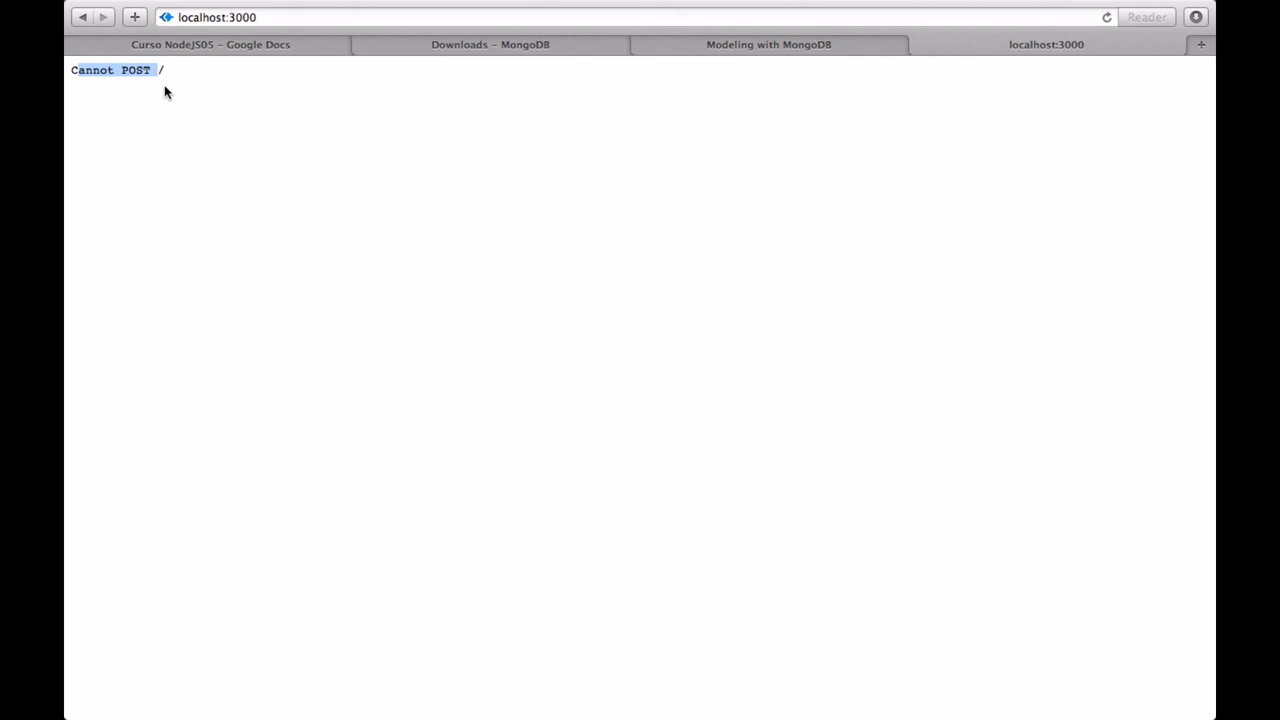 localhost:3000
Reader
Curso NodeJS05 – Google Docs
Downloads – MongoDB
Modeling with MongoDB
localhost:3000
Cannot POST /